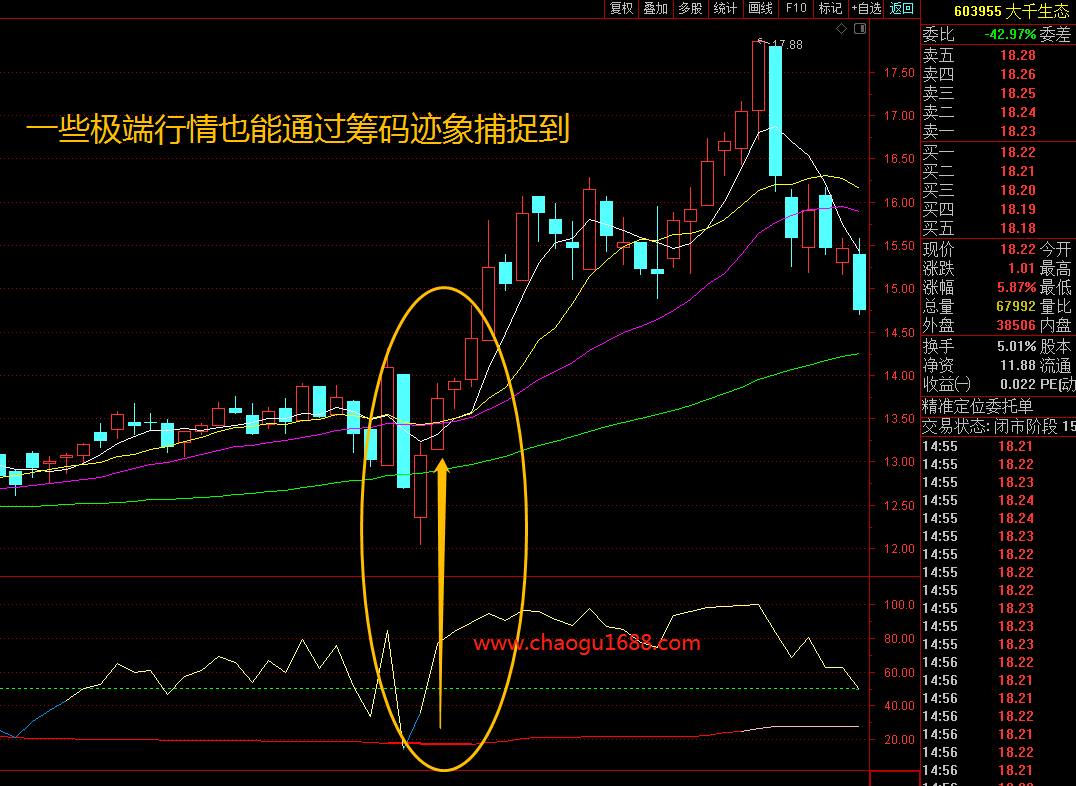 复权 叠加 多股 统计 画线 F10 标记 +自选 返回
603955 大千生态
委比 -42.97% 委差
卖五 18.28
卖四 18.26
卖三 18.25
卖二 18.24
卖一 18.23
买一 18.22
买二 18.21
买三 18.20
买四 18.19
买五 18.18
现价 18.22 今开
涨跌 1.01 最高
涨幅 5.87% 最低
总量 67992 量比
外盘 38506 内盘
换手 5.01% 股本
净资 11.88 流通
收益㈠ 0.022 PE(动
精准定位委托单
交易状态: 闭市阶段 15
14:55 18.21
14:55 18.22
14:55 18.23
14:55 18.24
14:55 18.24
14:55 18.23
14:55 18.22
14:55 18.22
14:55 18.22
14:55 18.23
14:55 18.23
14:55 18.23
14:56 18.22
14:56 18.21
14:56 18.21
14:56 18.22
14:56 18.21
14:56 18.22
14:56 18.21
17.88
一些极端行情也能通过筹码迹象捕捉到
17.50
17.00
16.50
16.00
15.50
15.00
14.50
14.00
13.50
13.00
12.50
12.00
100.0
80.00
60.00
40.00
20.00
www.chaogu1688.com